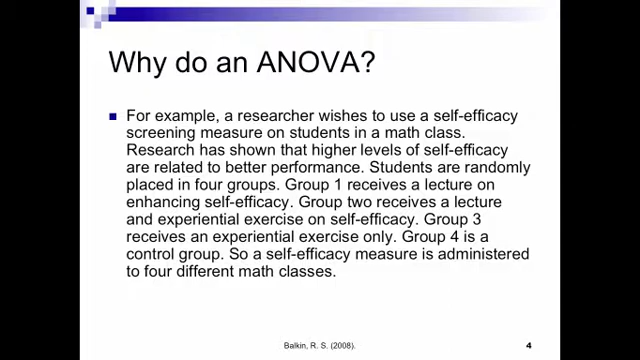 Why do an ANOVA?
For example, a researcher wishes to use a self-efficacy
screening measure on students in a math class.
Research has shown that higher levels of self-efficacy
are related to better performance. Students are randomly
placed in four groups. Group 1 receives a lecture on
enhancing self-efficacy. Group two receives a lecture
and experiential exercise on self-efficacy. Group 3
receives an experiential exercise only. Group 4 is a
control group. So a self-efficacy measure is administered
to four different math classes.
Balkin, R. S. (2008).
4